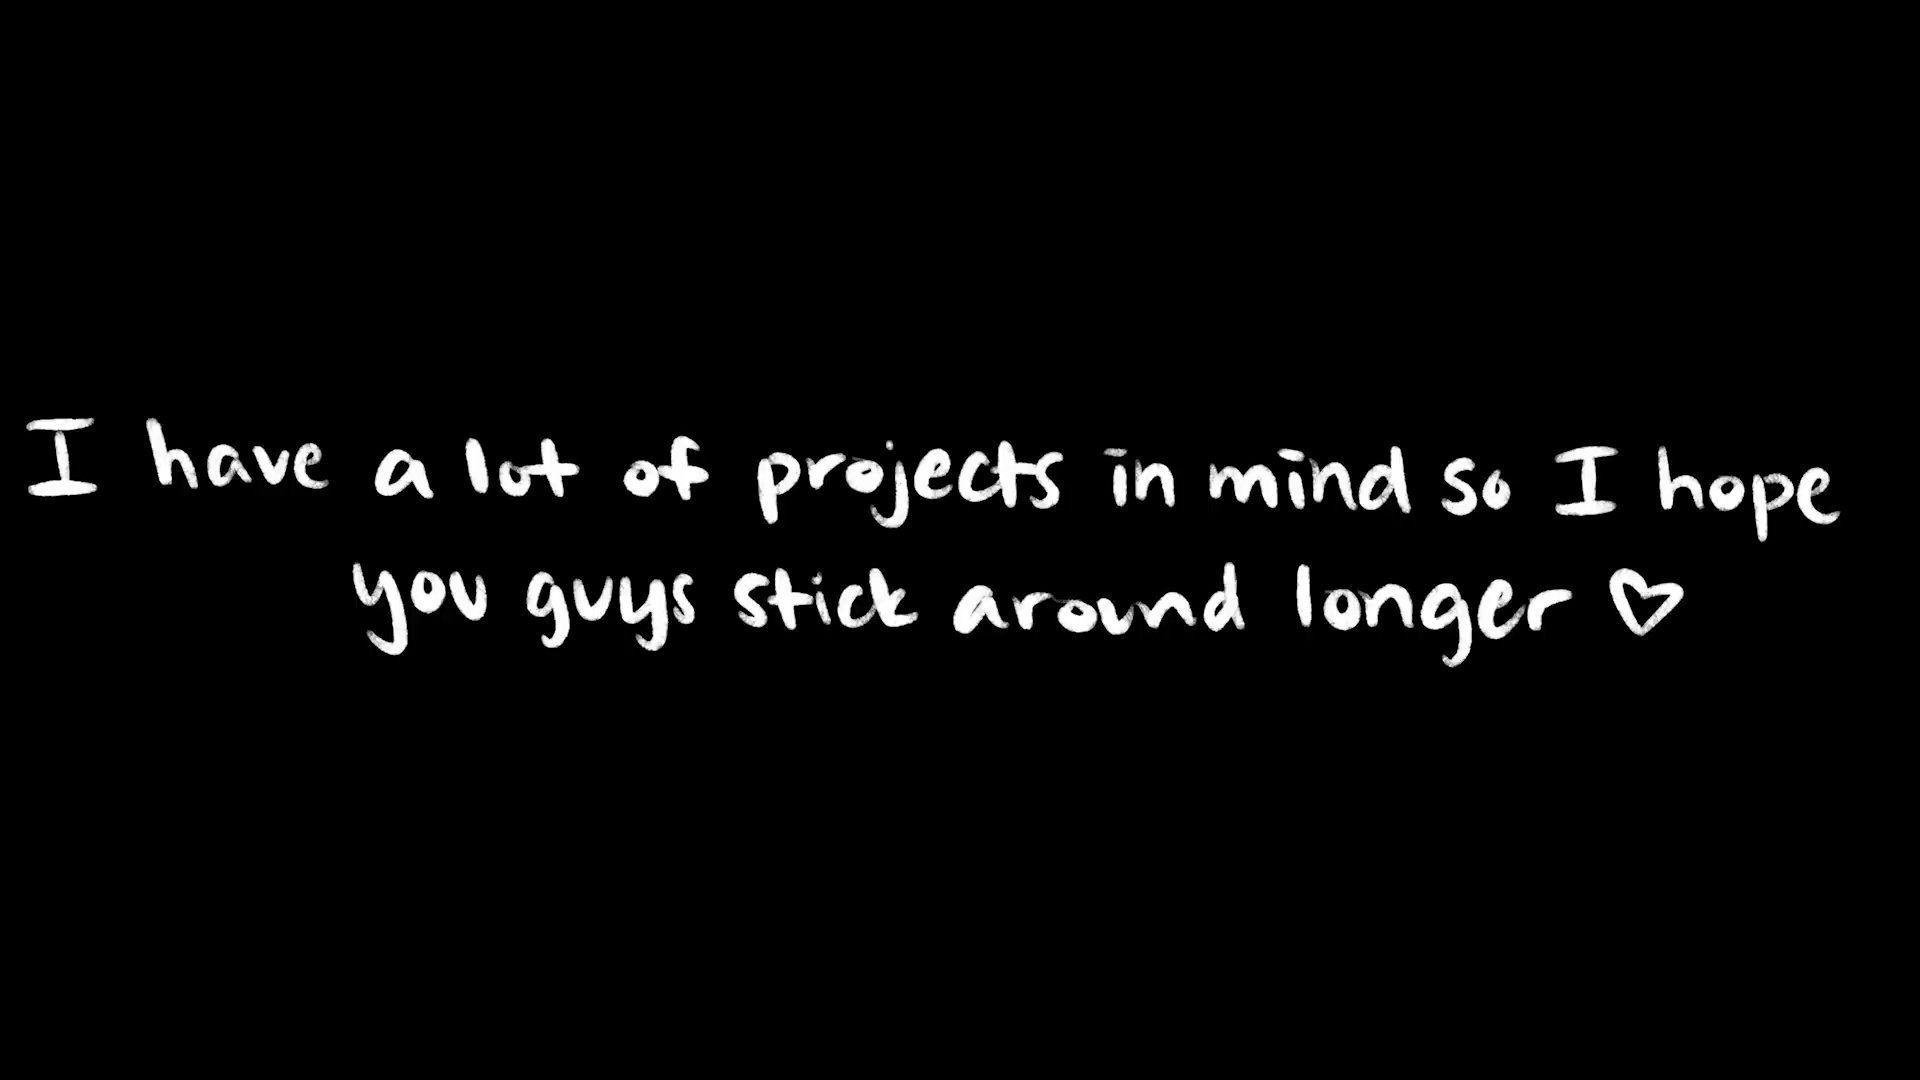 I have a lot of projects in mind so I hope
you guys stick around longer ♡